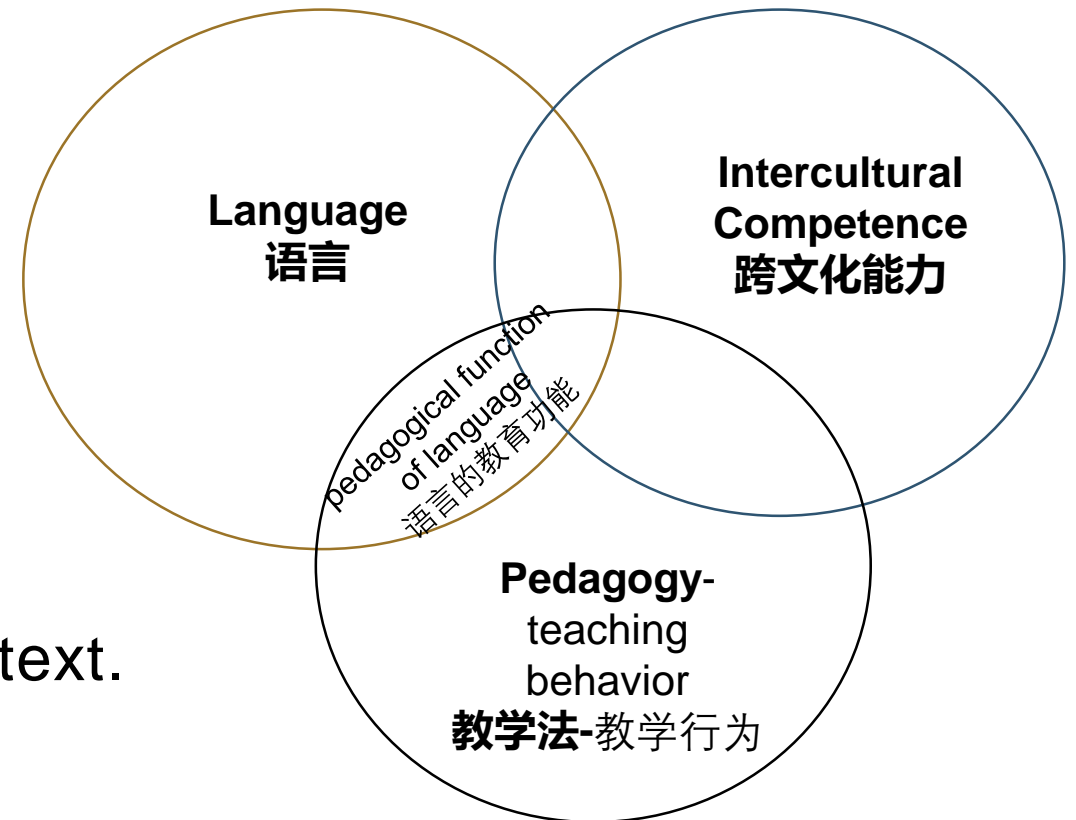 Language
语言
Intercultural
Competence
跨文化能力
pedagogical function
of language
语言的教育功能
Pedagogy-
teaching
behavior
教学法-教学行为
text.